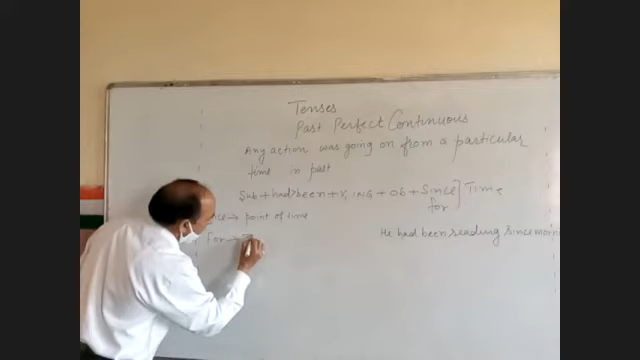 Tenses
Past Perfect Continuous
Any action was going on from a particular
time in past
Sub + had been + V, ING + Ob + Since
for
Time
point of time
For →
He had been reading since